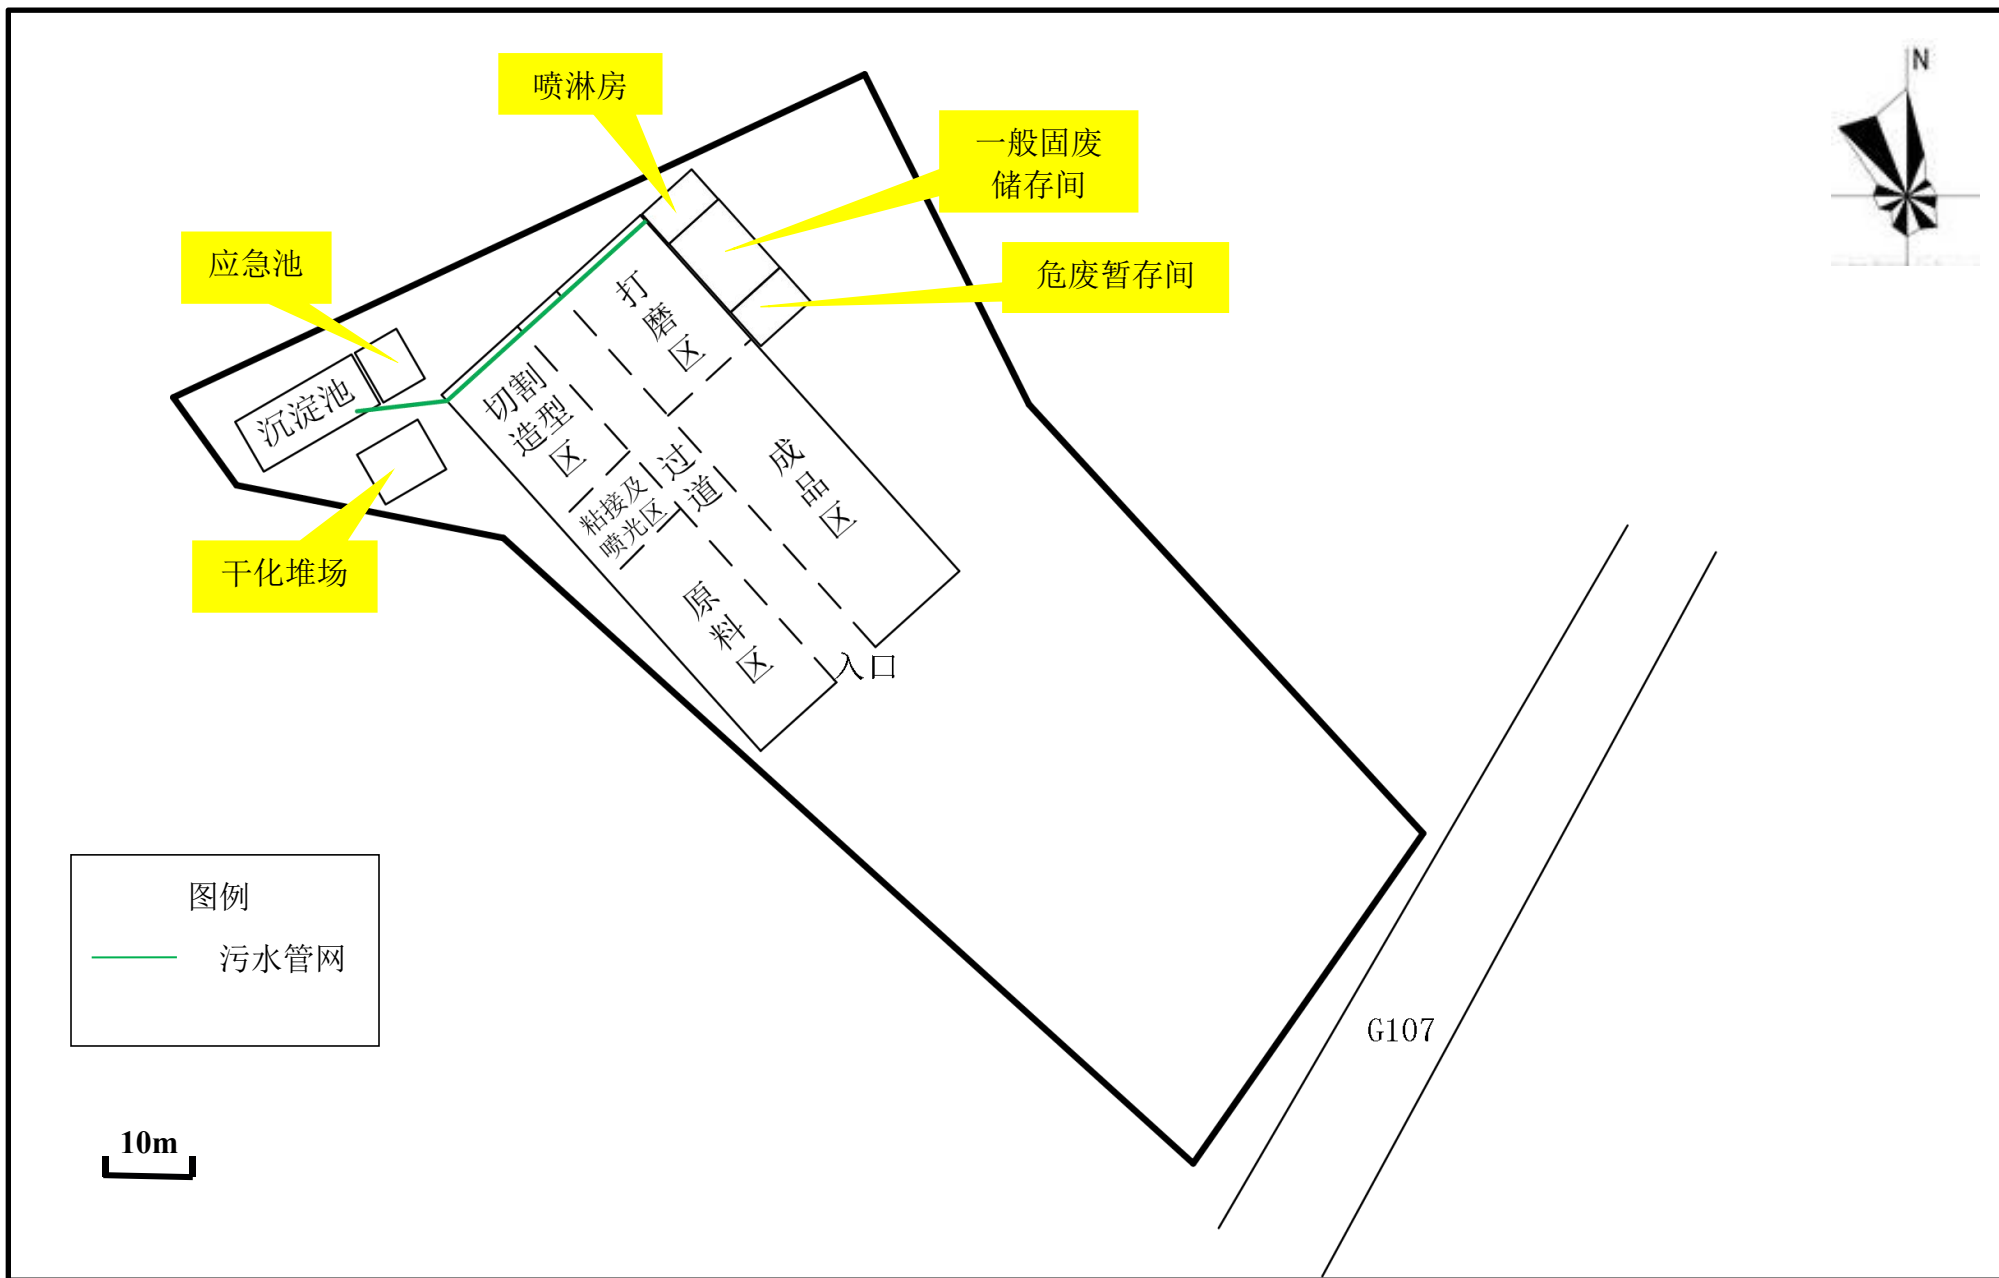 N
喷淋房
一般固废
储存间
应急池
危废暂存间
打磨区
沉淀池
切割
造型
区
过道
成品区
粘接及
喷光区
干化堆场
原料区
入口
图例
污水管网
G107
10m